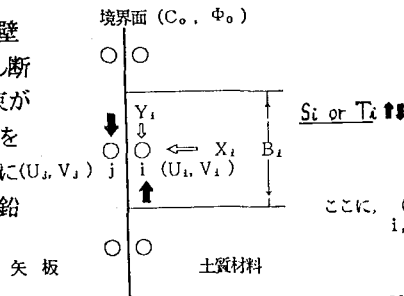 境界面 (C₀, Φ₀)
壁
断
が
を
Yᵢ
Sᵢ or Tᵢ
Xᵢ
Bᵢ
に(Uⱼ, Vⱼ) j i (Uᵢ, Vᵢ)
鉛
ここに, (
i,
矢 板
土質材料